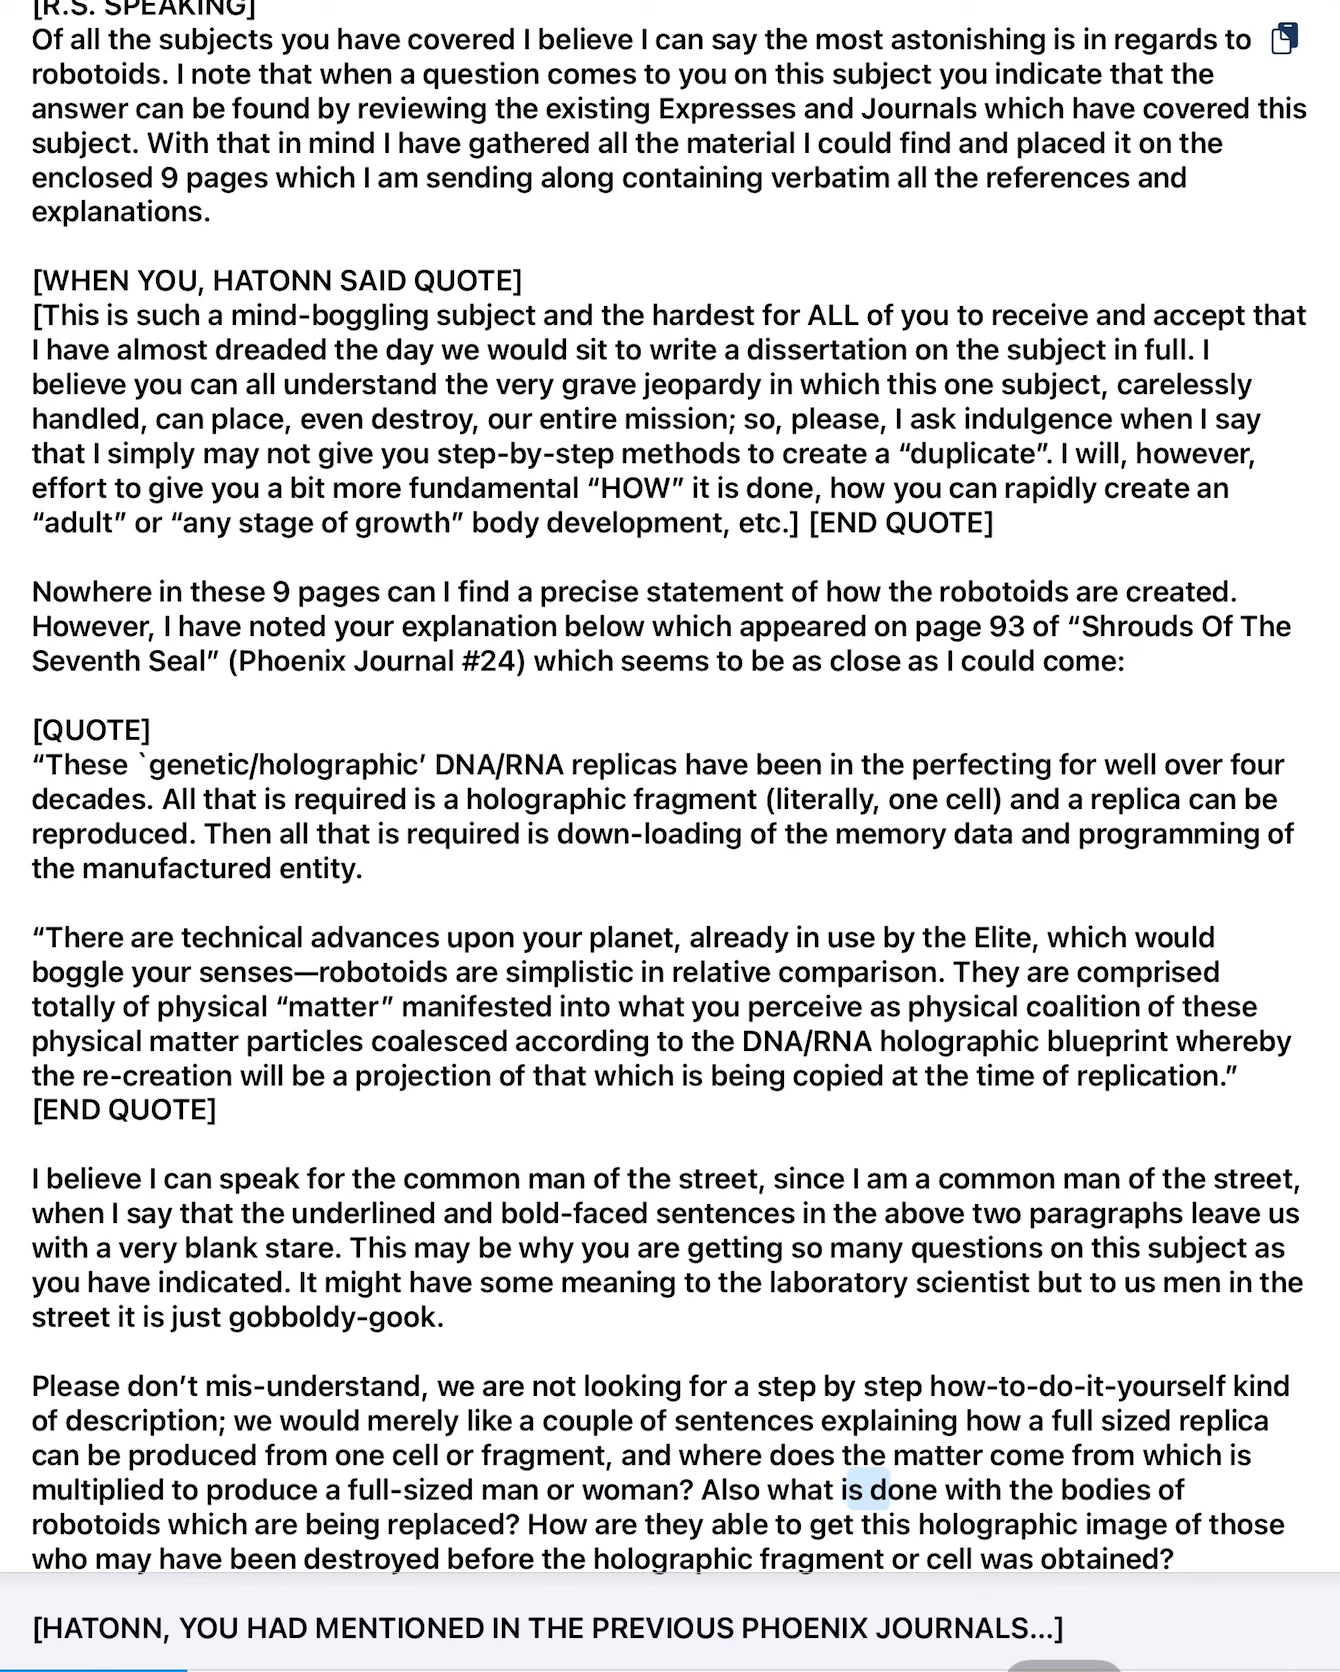 [R.S. SPEAKING]
Of all the subjects you have covered I believe I can say the most astonishing is in regards to
robotoids. I note that when a question comes to you on this subject you indicate that the
answer can be found by reviewing the existing Expresses and Journals which have covered this
subject. With that in mind I have gathered all the material I could find and placed it on the
enclosed 9 pages which I am sending along containing verbatim all the references and
explanations.

[WHEN YOU, HATONN SAID QUOTE]
[This is such a mind-boggling subject and the hardest for ALL of you to receive and accept that
I have almost dreaded the day we would sit to write a dissertation on the subject in full. I
believe you can all understand the very grave jeopardy in which this one subject, carelessly
handled, can place, even destroy, our entire mission; so, please, I ask indulgence when I say
that I simply may not give you step-by-step methods to create a “duplicate”. I will, however,
effort to give you a bit more fundamental “HOW” it is done, how you can rapidly create an
“adult” or “any stage of growth” body development, etc.] [END QUOTE]

Nowhere in these 9 pages can I find a precise statement of how the robotoids are created.
However, I have noted your explanation below which appeared on page 93 of “Shrouds Of The
Seventh Seal” (Phoenix Journal #24) which seems to be as close as I could come:

[QUOTE]
“These `genetic/holographic’ DNA/RNA replicas have been in the perfecting for well over four
decades. All that is required is a holographic fragment (literally, one cell) and a replica can be
reproduced. Then all that is required is down-loading of the memory data and programming of
the manufactured entity.

“There are technical advances upon your planet, already in use by the Elite, which would
boggle your senses—robotoids are simplistic in relative comparison. They are comprised
totally of physical “matter” manifested into what you perceive as physical coalition of these
physical matter particles coalesced according to the DNA/RNA holographic blueprint whereby
the re-creation will be a projection of that which is being copied at the time of replication.”
[END QUOTE]

I believe I can speak for the common man of the street, since I am a common man of the street,
when I say that the underlined and bold-faced sentences in the above two paragraphs leave us
with a very blank stare. This may be why you are getting so many questions on this subject as
you have indicated. It might have some meaning to the laboratory scientist but to us men in the
street it is just gobboldy-gook.

Please don’t mis-understand, we are not looking for a step by step how-to-do-it-yourself kind
of description; we would merely like a couple of sentences explaining how a full sized replica
can be produced from one cell or fragment, and where does the matter come from which is
multiplied to produce a full-sized man or woman? Also what is done with the bodies of
robotoids which are being replaced? How are they able to get this holographic image of those
who may have been destroyed before the holographic fragment or cell was obtained?

[HATONN, YOU HAD MENTIONED IN THE PREVIOUS PHOENIX JOURNALS...]